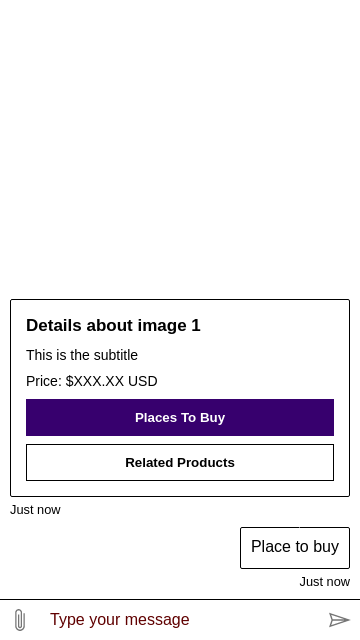 Details about image 1
This is the subtitle
Price: $XXX.XX USD
Places To Buy
Related Products
Just now
Place to buy
Just now
Type your message